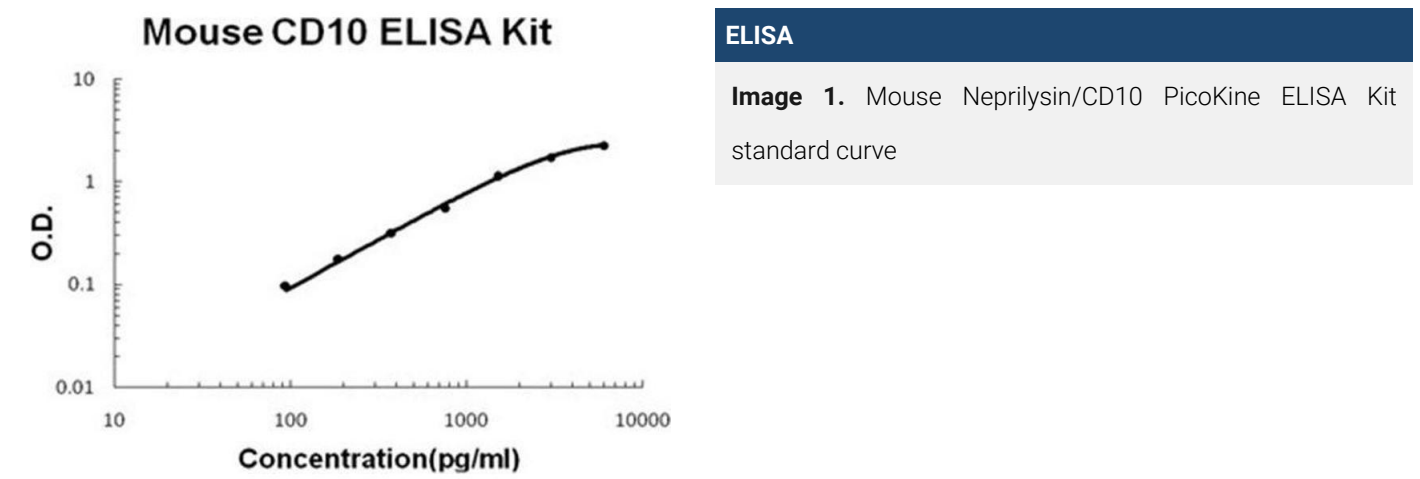 Mouse CD10 ELISA Kit
10
1
0.1
0.01
O.D.
10 100 1000 10000
Concentration(pg/ml)
ELISA
Image 1. Mouse Neprilysin/CD10 PicoKine ELISA Kit
standard curve